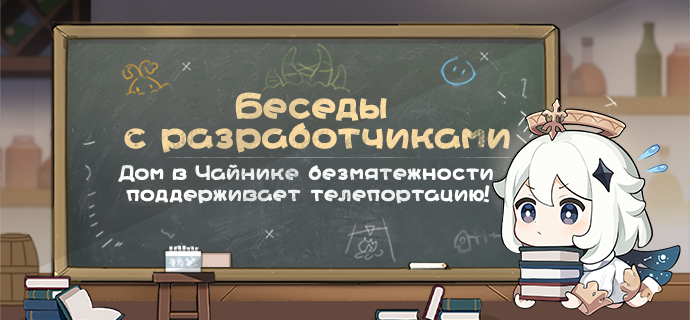 Беседы
с разработчиками
Дом в Чайнике безмятежности
поддерживает телепортацию!